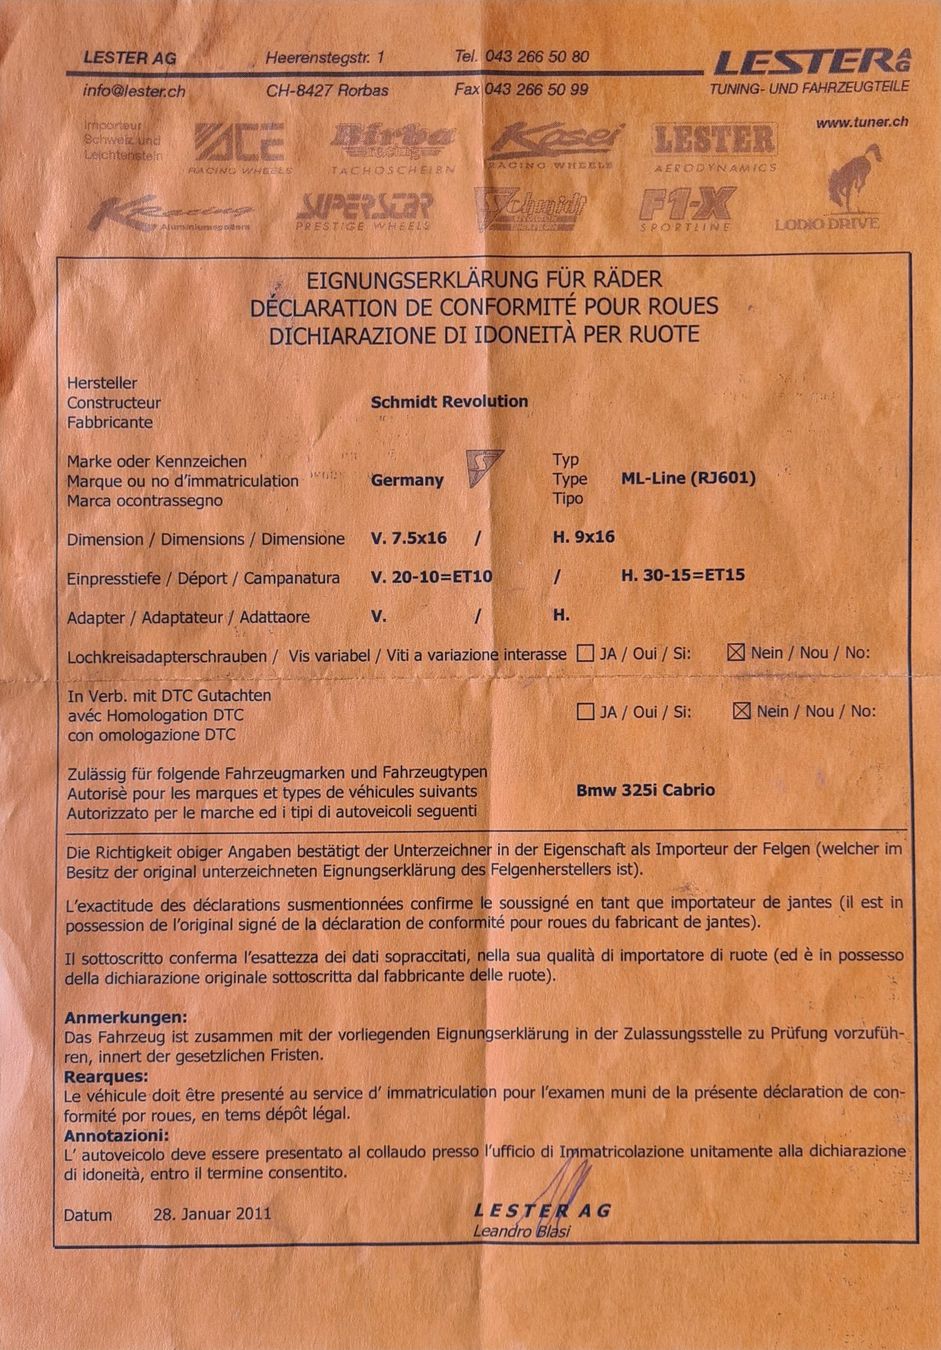 LESTER AG Heerenstegstr. 1 Tel. 043 266 50 80
LESTER AG
info@lester.ch CH-8427 Rorbas Fax 043 266 50 99
TUNING- UND FAHRZEUGTEILE
www.tuner.ch
Importeur
Schweiz und
Leichtenstein
ACE
RACING WHEELS
Birba
Racing
TACHOSCHEIBN
Kosei
RACING WHEELS
LESTER
AERODYNAMICS
K Racing
Aluminiumspoilers
SUPERSTAR
PRESTIGE WHEELS
Schmidt
F1-X
SPORTLINE
LODIO DRIVE
EIGNUNGSERKLÄRUNG FÜR RÄDER
DÉCLARATION DE CONFORMITÉ POUR ROUES
DICHIARAZIONE DI IDONEITÀ PER RUOTE
Hersteller
Constructeur Schmidt Revolution
Fabbricante
Marke oder Kennzeichen Typ
Marque ou no d'immatriculation Germany Type ML-Line (RJ601)
Marca ocontrassegno Tipo
Dimension / Dimensions / Dimensione V. 7.5x16 / H. 9x16
Einpresstiefe / Déport / Campanatura V. 20-10=ET10 / H. 30-15=ET15
Adapter / Adaptateur / Adattaore V. / H.
Lochkreisadapterschrauben / Vis variabel / Viti a variazione interasse ☐ JA / Oui / Si: ☒ Nein / Nou / No:
In Verb. mit DTC Gutachten
avéc Homologation DTC ☐ JA / Oui / Si: ☒ Nein / Nou / No:
con omologazione DTC
Zulässig für folgende Fahrzeugmarken und Fahrzeugtypen
Autorisè pour les marques et types de véhicules suivants Bmw 325i Cabrio
Autorizzato per le marche ed i tipi di autoveicoli seguenti
Die Richtigkeit obiger Angaben bestätigt der Unterzeichner in der Eigenschaft als Importeur der Felgen (welcher im
Besitz der original unterzeichneten Eignungserklärung des Felgenherstellers ist).
L'exactitude des déclarations susmentionnées confirme le soussigné en tant que importateur de jantes (il est in
possession de l'original signé de la déclaration de conformité pour roues du fabricant de jantes).
Il sottoscritto conferma l'esattezza dei dati sopraccitati, nella sua qualità di importatore di ruote (ed è in possesso
della dichiarazione originale sottoscritta dal fabbricante delle ruote).
Anmerkungen:
Das Fahrzeug ist zusammen mit der vorliegenden Eignungserklärung in der Zulassungsstelle zu Prüfung vorzufüh-
ren, innert der gesetzlichen Fristen.
Rearques:
Le véhicule doit être presenté au service d' immatriculation pour l'examen muni de la présente déclaration de con-
formité por roues, en tems dépôt légal.
Annotazioni:
L' autoveicolo deve essere presentato al collaudo presso l'ufficio di Immatricolazione unitamente alla dichiarazione
di idoneità, entro il termine consentito.
Datum 28. Januar 2011 LESTER AG
Leandro Blasi